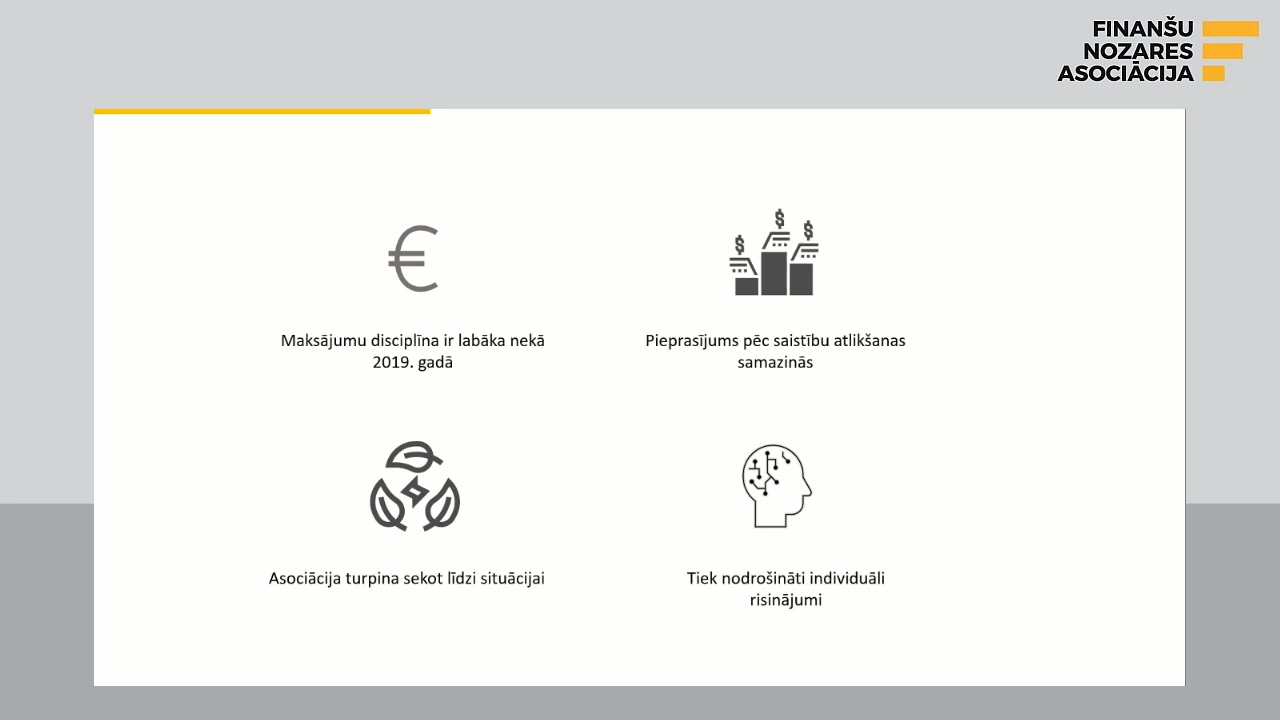 FINANŠU
NOZARES
ASOCIĀCIJA
Maksājumu disciplīna ir labāka nekā
2019. gadā
Pieprasījums pēc saistību atlikšanas
samazinās
Asociācija turpina sekot līdzi situācijai
Tiek nodrošināti individuāli
risinājumi